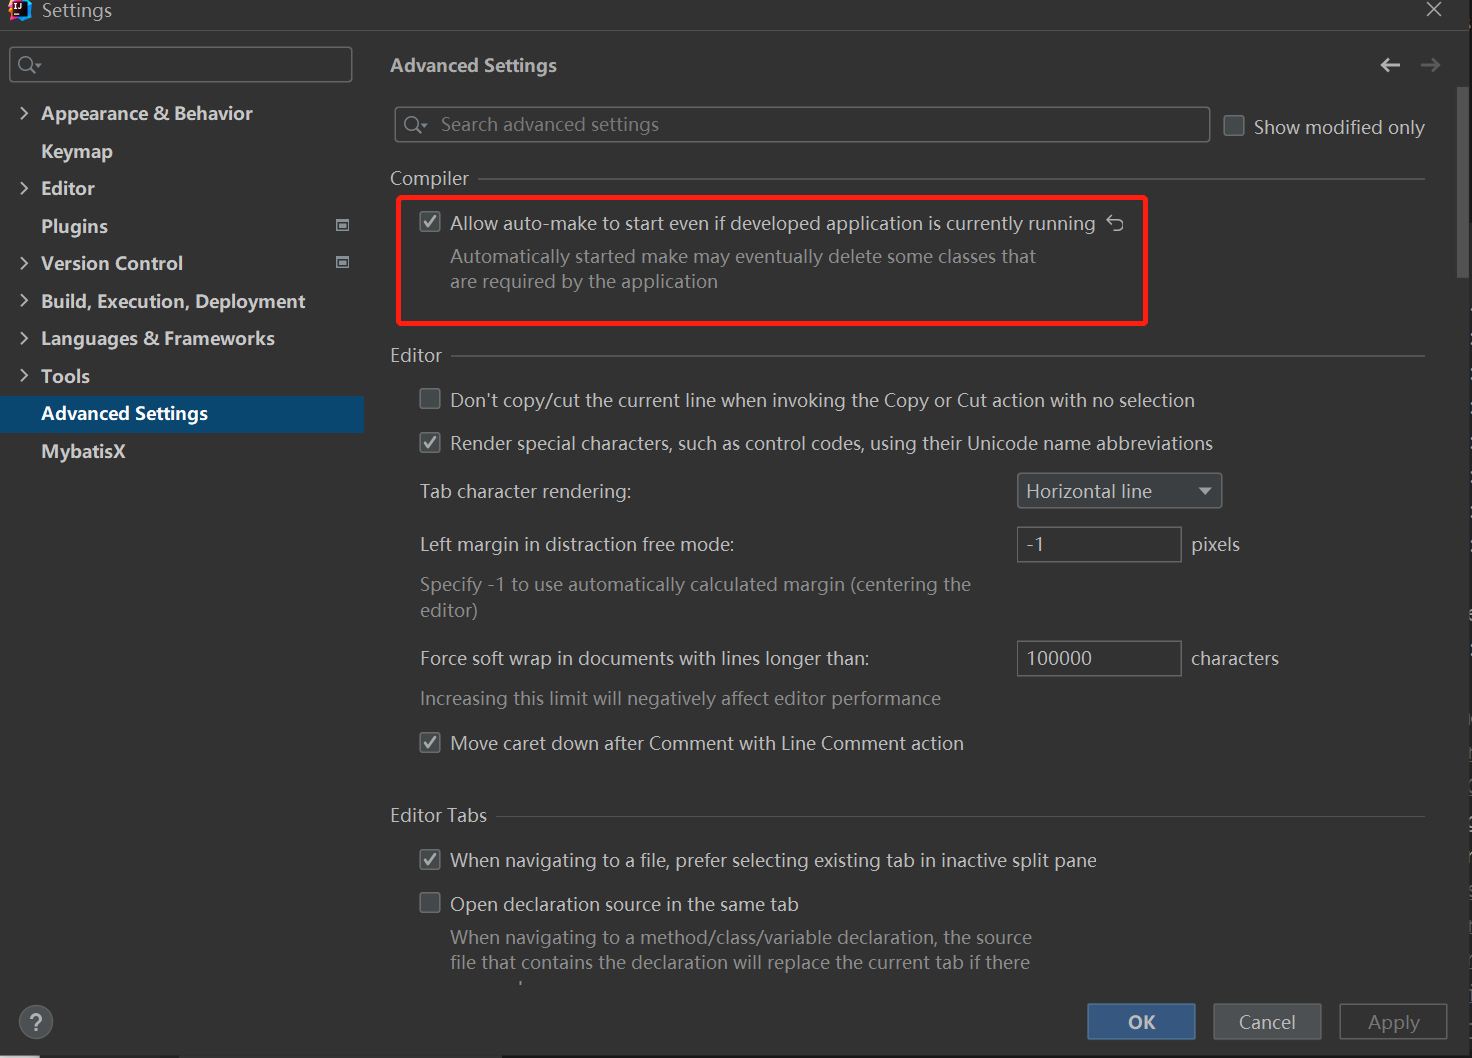 Settings
Appearance & Behavior
Keymap
Editor
Plugins
Version Control
Build, Execution, Deployment
Languages & Frameworks
Tools
Advanced Settings
MybatisX
Advanced Settings
Search advanced settings
Show modified only
Compiler
Allow auto-make to start even if developed application is currently running
Automatically started make may eventually delete some classes that
are required by the application
Editor
Don't copy/cut the current line when invoking the Copy or Cut action with no selection
Render special characters, such as control codes, using their Unicode name abbreviations
Tab character rendering:
Horizontal line
Left margin in distraction free mode:
-1
pixels
Specify -1 to use automatically calculated margin (centering the
editor)
Force soft wrap in documents with lines longer than:
100000
characters
Increasing this limit will negatively affect editor performance
Move caret down after Comment with Line Comment action
Editor Tabs
When navigating to a file, prefer selecting existing tab in inactive split pane
Open declaration source in the same tab
When navigating to a method/class/variable declaration, the source
file that contains the declaration will replace the current tab if there
?
OK
Cancel
Apply